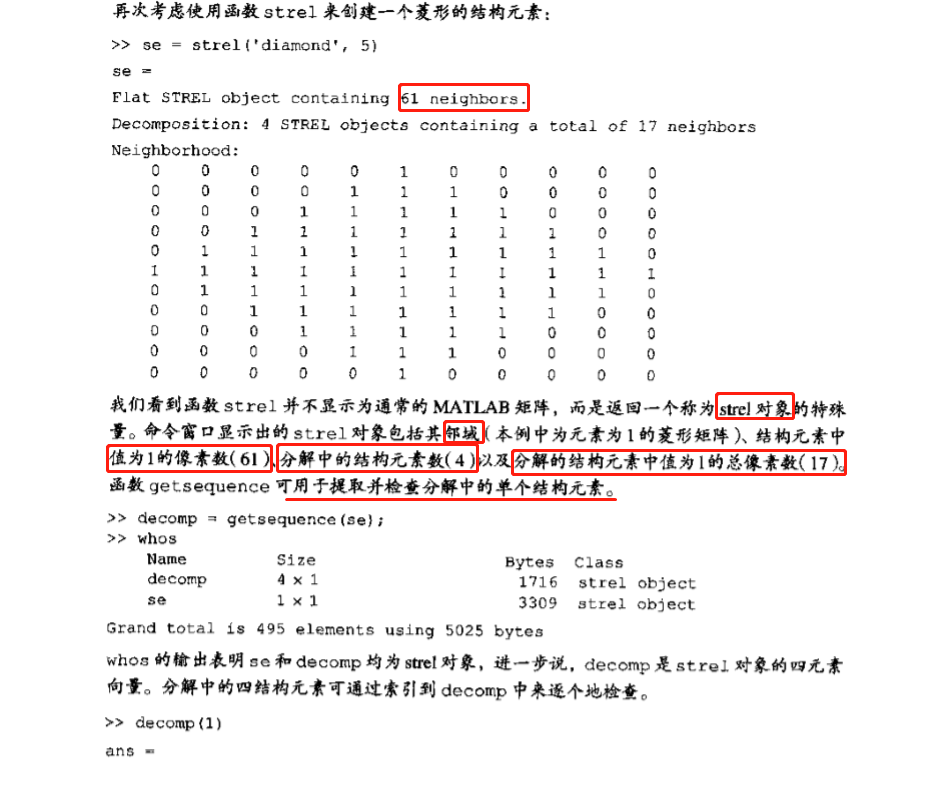 再次考虑使用函数 strel 来创建一个菱形的结构元素：
>> se = strel('diamond', 5)
se =
Flat STREL object containing 61 neighbors.
Decomposition: 4 STREL objects containing a total of 17 neighbors
Neighborhood:
0 0 0 0 0 1 0 0 0 0 0
0 0 0 0 1 1 1 0 0 0 0
0 0 0 1 1 1 1 1 0 0 0
0 0 1 1 1 1 1 1 1 0 0
0 1 1 1 1 1 1 1 1 1 0
1 1 1 1 1 1 1 1 1 1 1
0 1 1 1 1 1 1 1 1 1 0
0 0 1 1 1 1 1 1 1 0 0
0 0 0 1 1 1 1 1 0 0 0
0 0 0 0 1 1 1 0 0 0 0
0 0 0 0 0 1 0 0 0 0 0
我们看到函数 strel 并不显示为通常的 MATLAB 矩阵，而是返回一个称为 strel 对象的特殊
量。命令窗口显示出的 strel 对象包括其邻域（本例中为元素为1的菱形矩阵）、结构元素中
值为1的像素数（61）、分解中的结构元素数（4）以及分解的结构元素中值为1的总像素数（17）。
函数 getsequence 可用于提取并检查分解中的单个结构元素。
>> decomp = getsequence(se);
>> whos
Name Size Bytes Class
decomp 4 x 1 1716 strel object
se 1 x 1 3309 strel object
Grand total is 495 elements using 5025 bytes
whos 的输出表明 se 和 decomp 均为 strel 对象，进一步说，decomp 是 strel 对象的四元素
向量。分解中的四结构元素可通过索引到 decomp 中来逐个地检查。
>> decomp(1)
ans =